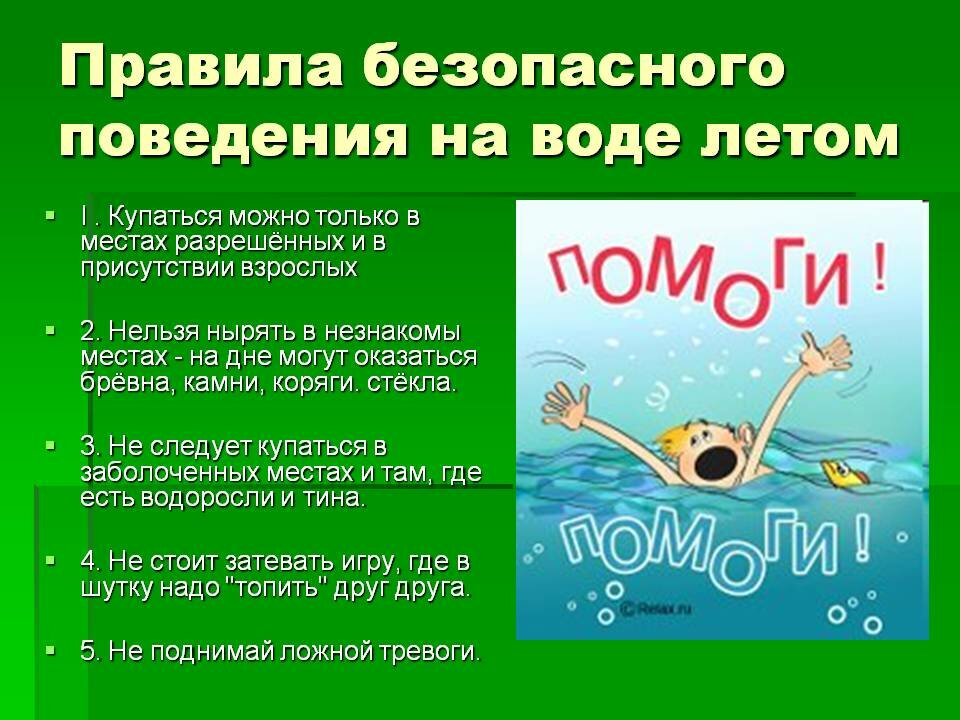 Правила безопасного
поведения на воде летом
I . Купаться можно только в
местах разрешённых и в
присутствии взрослых
2. Нельзя нырять в незнакомы
местах - на дне могут оказаться
брёвна, камни, коряги. стёкла.
3. Не следует купаться в
заболоченных местах и там, где
есть водоросли и тина.
4. Не стоит затевать игру, где в
шутку надо "топить" друг друга.
5. Не поднимай ложной тревоги.
ПОМОГИ!
ПОМОГИ!
©Relax.ru